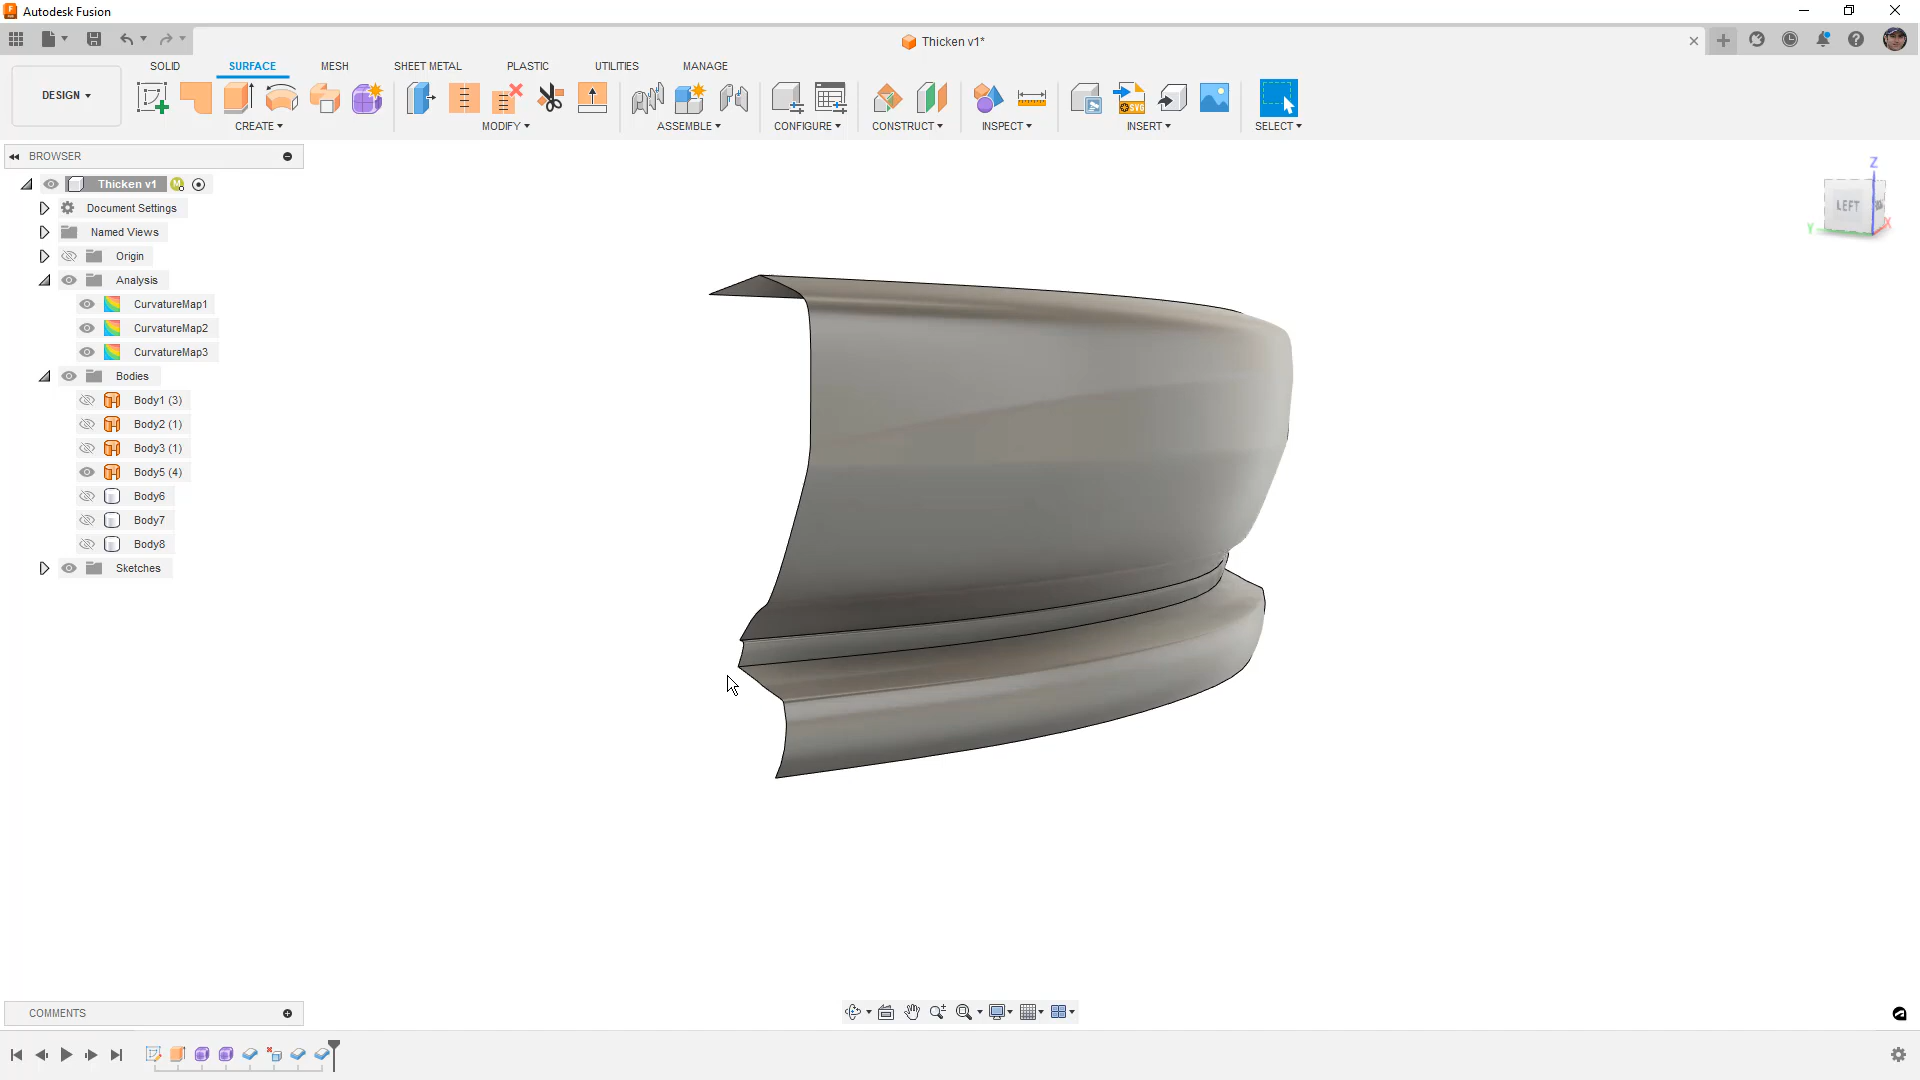 Autodesk Fusion
Thicken v1*
SOLID SURFACE MESH SHEET METAL PLASTIC UTILITIES MANAGE
DESIGN
CREATE MODIFY ASSEMBLE CONFIGURE CONSTRUCT INSPECT INSERT SELECT
BROWSER
Thicken v1
Document Settings
Named Views
Origin
Analysis
CurvatureMap1
CurvatureMap2
CurvatureMap3
Bodies
Body1 (3)
Body2 (1)
Body3 (1)
Body5 (4)
Body6
Body7
Body8
Sketches
Z
LEFT
Y
X
COMMENTS